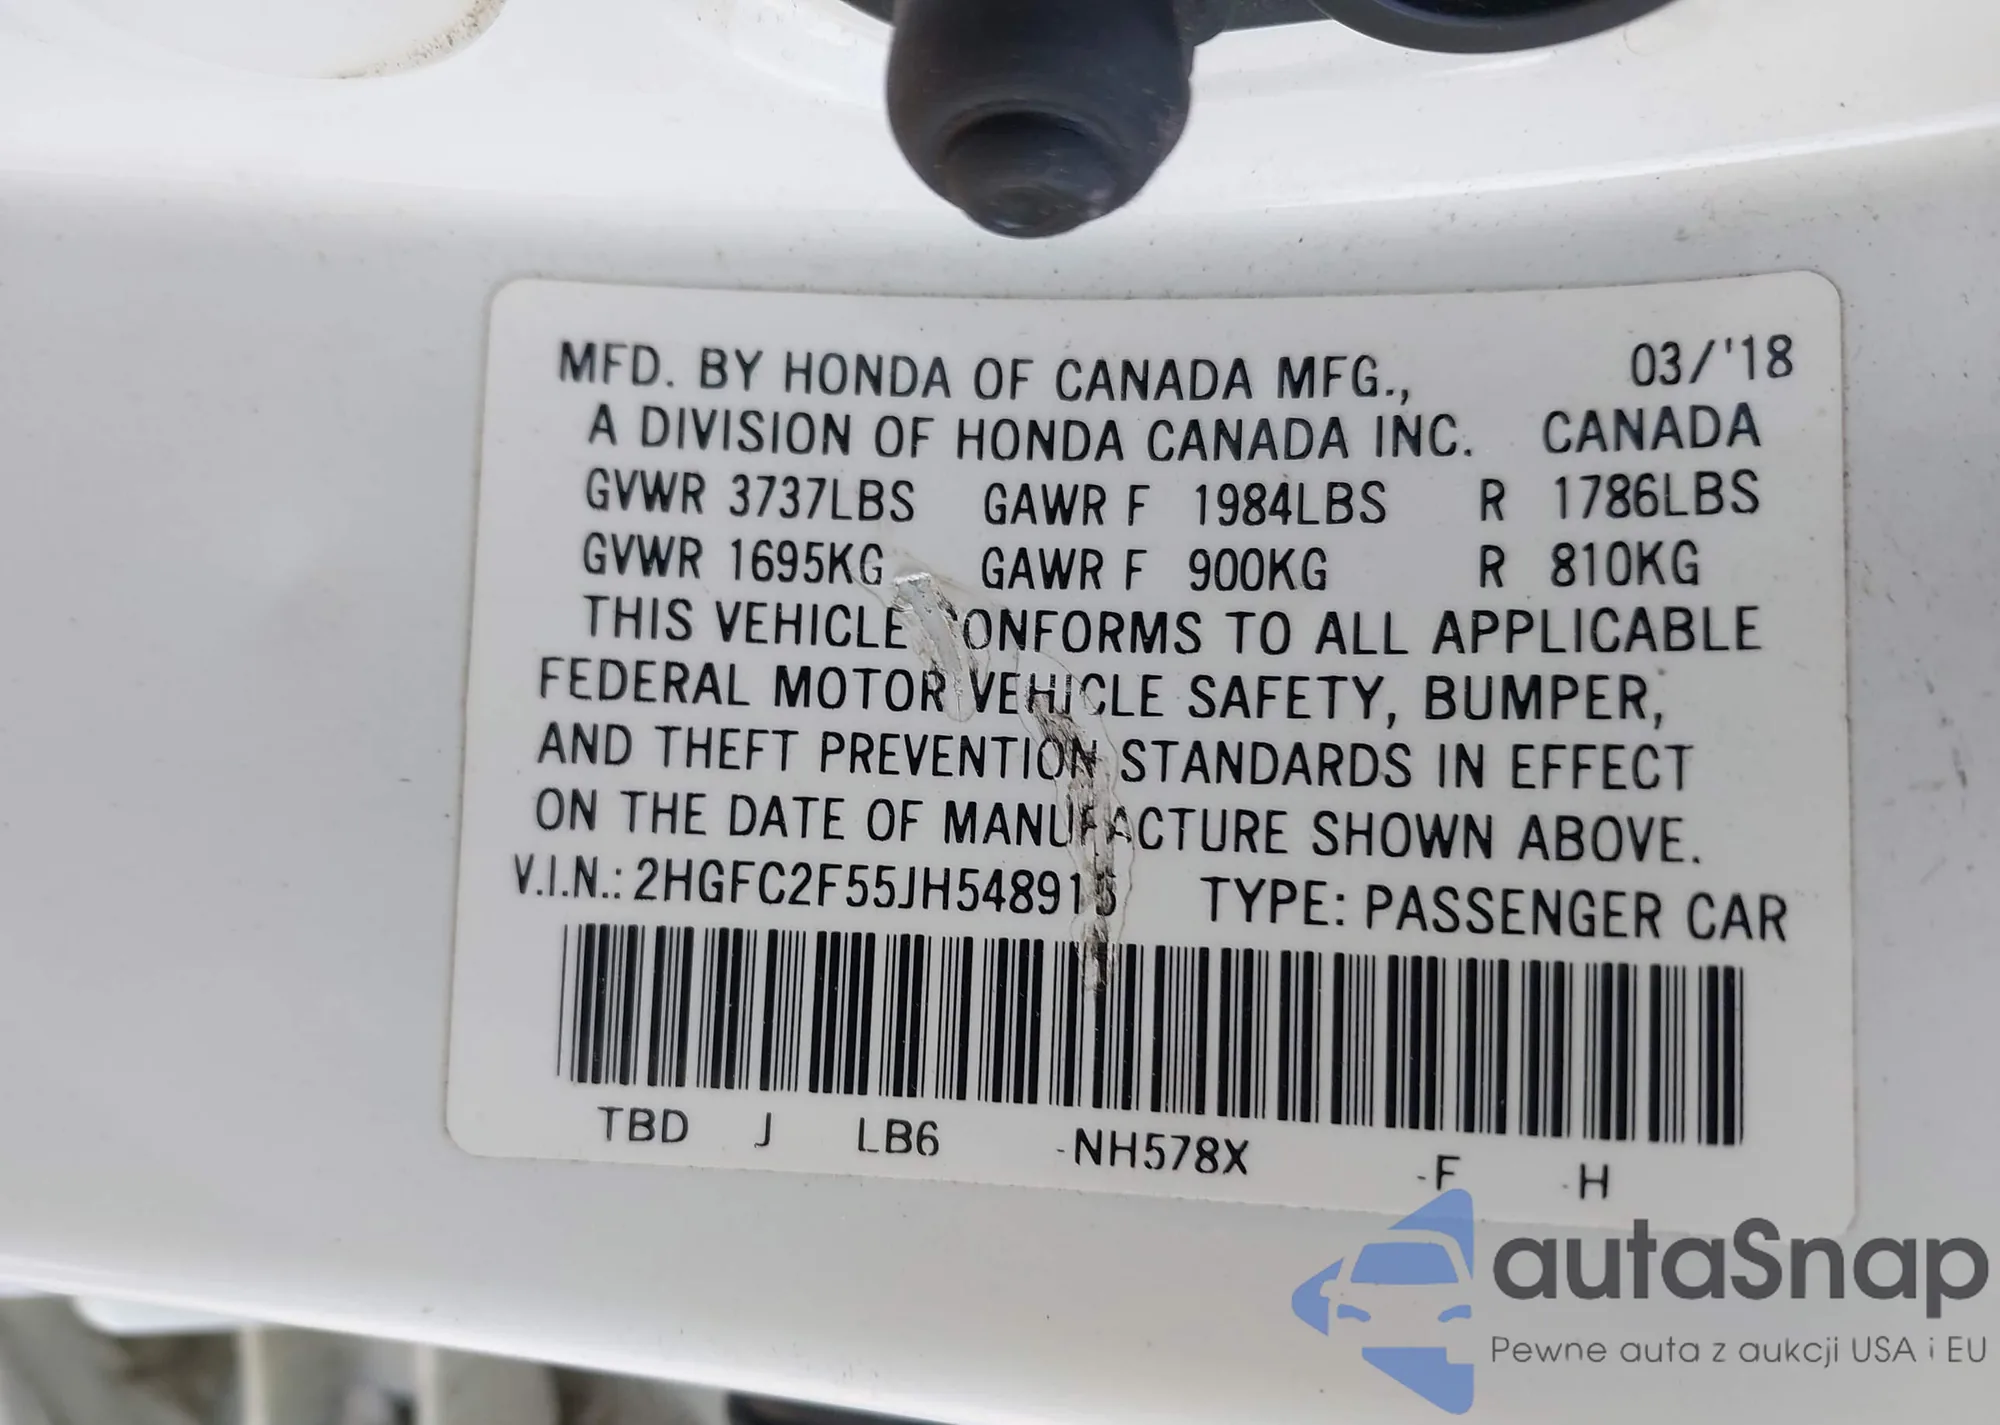 MFD. BY HONDA OF CANADA MFG., 03/'18
A DIVISION OF HONDA CANADA INC. CANADA
GVWR 3737LBS GAWR F 1984LBS R 1786LBS
GVWR 1695KG GAWR F 900KG R 810KG
THIS VEHICLE CONFORMS TO ALL APPLICABLE
FEDERAL MOTOR VEHICLE SAFETY, BUMPER,
AND THEFT PREVENTION STANDARDS IN EFFECT
ON THE DATE OF MANUFACTURE SHOWN ABOVE.
V.I.N.: 2HGFC2F55JH548915 TYPE: PASSENGER CAR
TBD J LB6 -NH578X -F -H
autaSnap
Pewne auta z aukcji USA i EU